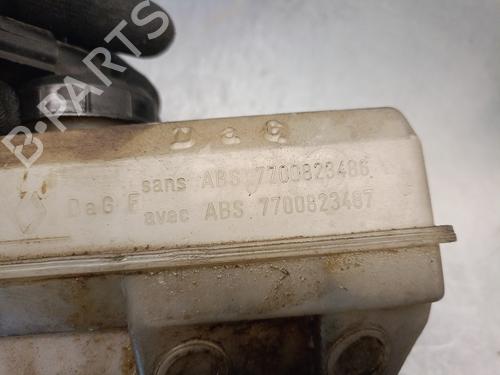 B-PARTS
DaG
sans ABS 7700823486
DaG F
avec ABS 7700823487